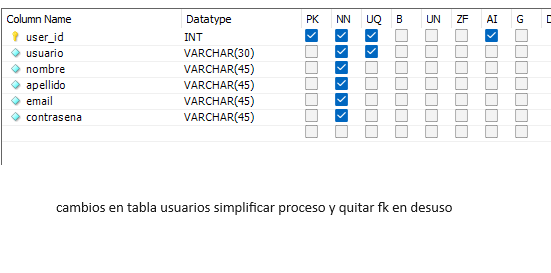 Column Name Datatype PK NN UQ B UN ZF AI G D
user_id INT
usuario VARCHAR(30)
nombre VARCHAR(45)
apellido VARCHAR(45)
email VARCHAR(45)
contrasena VARCHAR(45)
cambios en tabla usuarios simplificar proceso y quitar fk en desuso